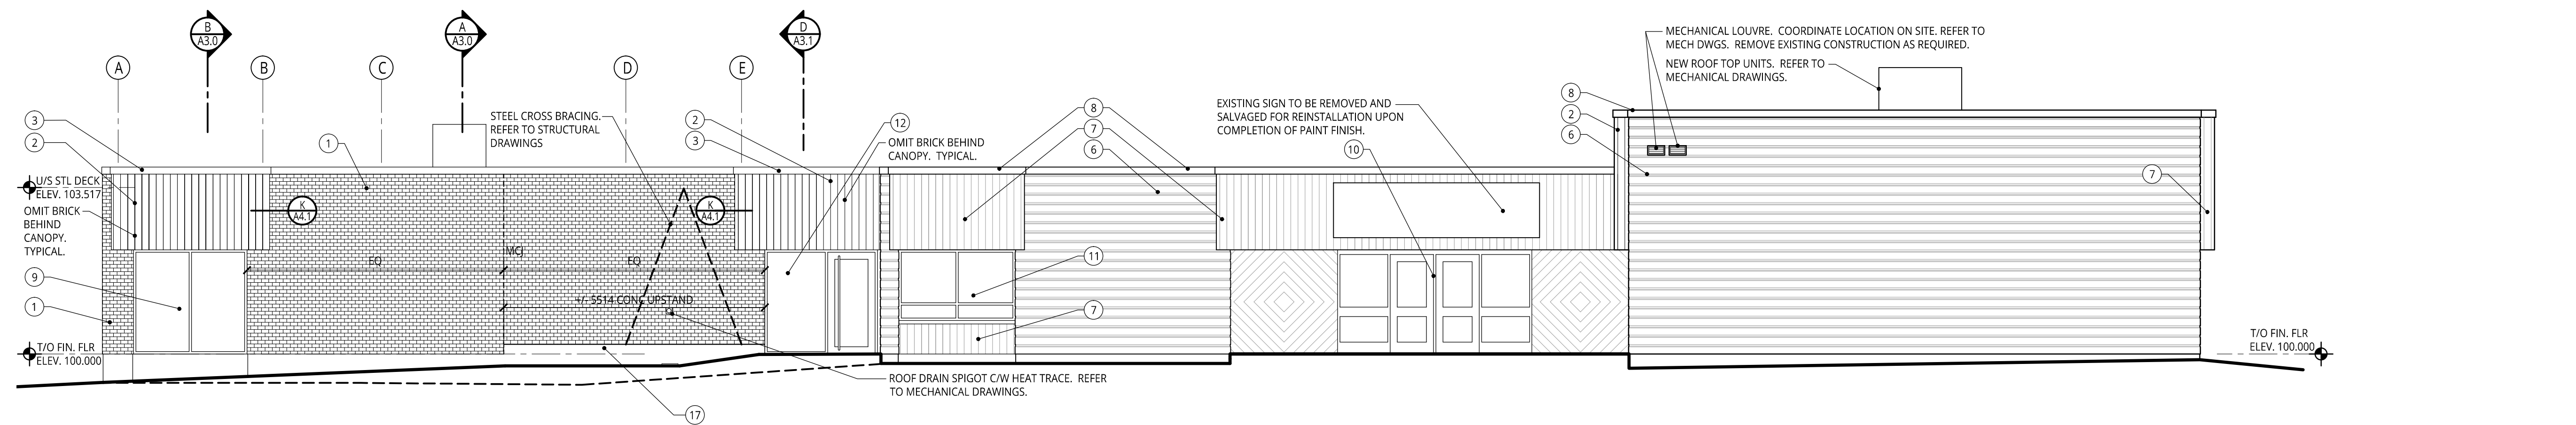 B
A3.0
A
A3.0
D
A3.1
A
B
C
D
E
3
2
1
U/S STL DECK
ELEV. 103.517
OMIT BRICK
BEHIND
CANOPY.
TYPICAL.
9
1
T/O FIN. FLR
ELEV. 100.000
K
A4.1
EQ
MCJ
EQ
STEEL CROSS BRACING.
REFER TO STRUCTURAL
DRAWINGS
K
A4.1
+/- 5514 CONC UPSTAND
2
3
12
OMIT BRICK BEHIND
CANOPY. TYPICAL.
17
ROOF DRAIN SPIGOT C/W HEAT TRACE. REFER
TO MECHANICAL DRAWINGS.
8
7
6
11
7
EXISTING SIGN TO BE REMOVED AND
SALVAGED FOR REINSTALLATION UPON
COMPLETION OF PAINT FINISH.
10
8
2
6
MECHANICAL LOUVRE. COORDINATE LOCATION ON SITE. REFER TO
MECH DWGS. REMOVE EXISTING CONSTRUCTION AS REQUIRED.
NEW ROOF TOP UNITS. REFER TO
MECHANICAL DRAWINGS.
7
T/O FIN. FLR
ELEV. 100.000